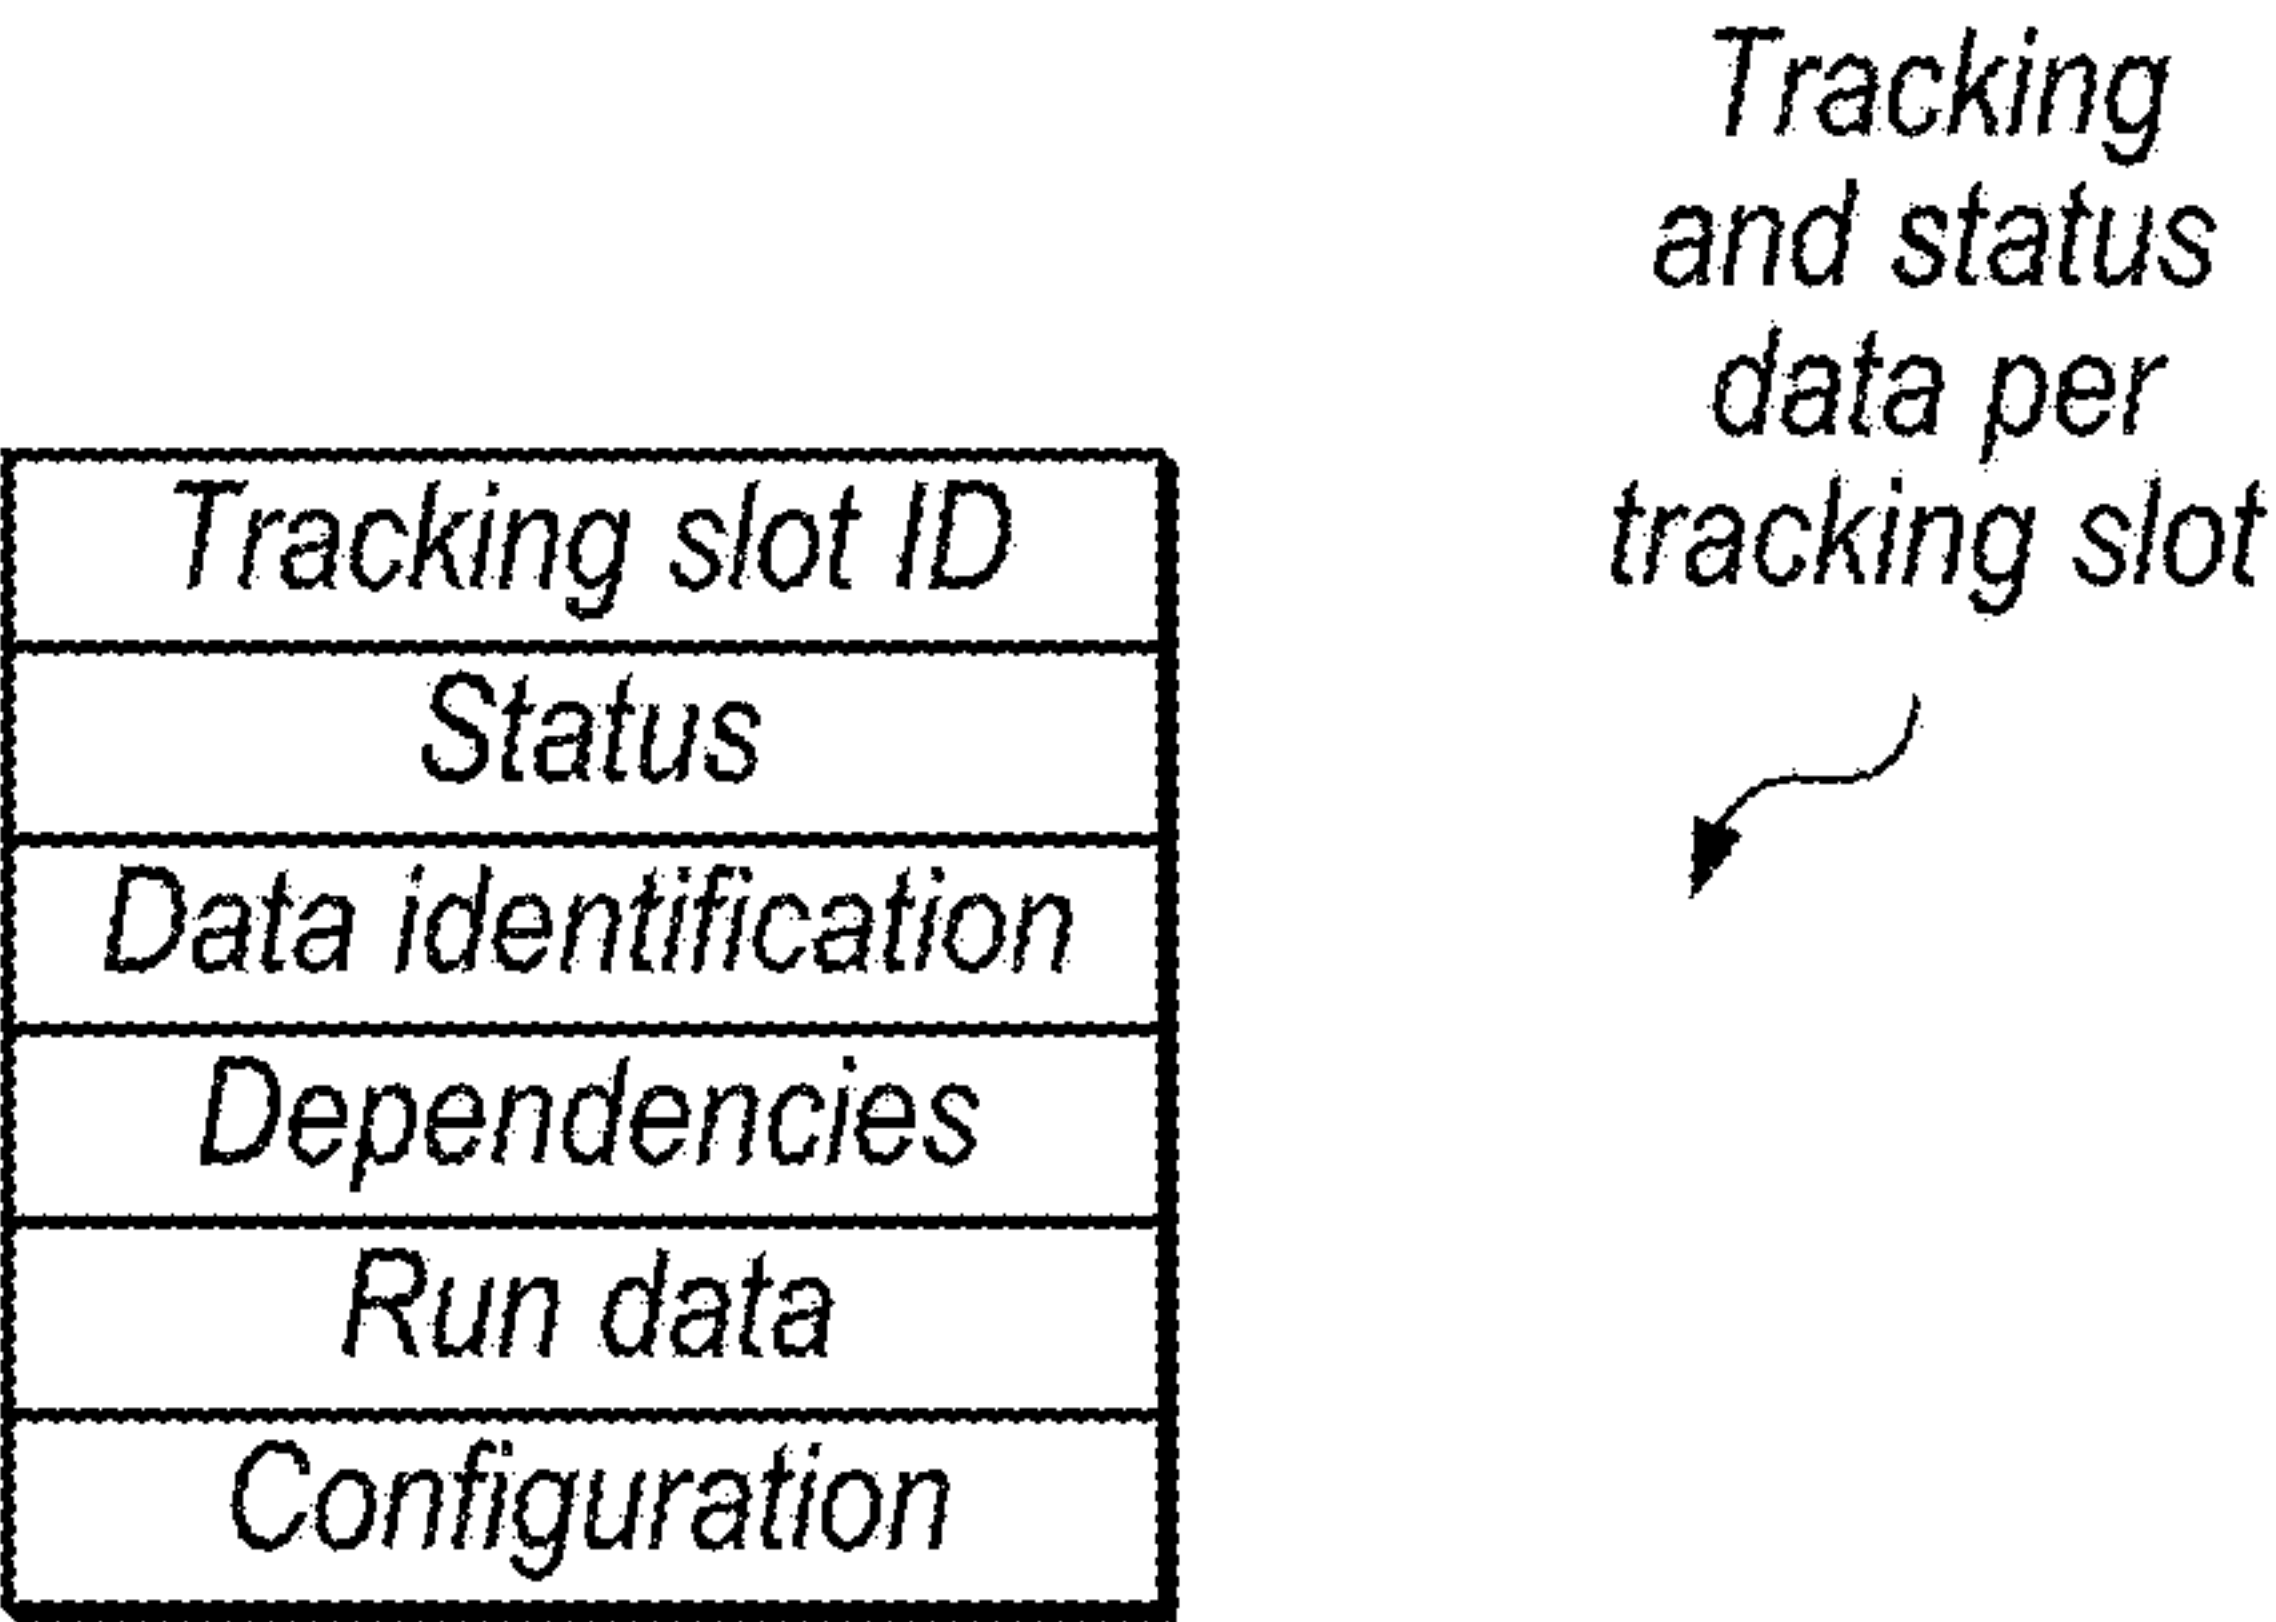 Tracking
and status
data per
tracking slot
Tracking slot ID
Status
Data identification
Dependencies
Run data
Configuration